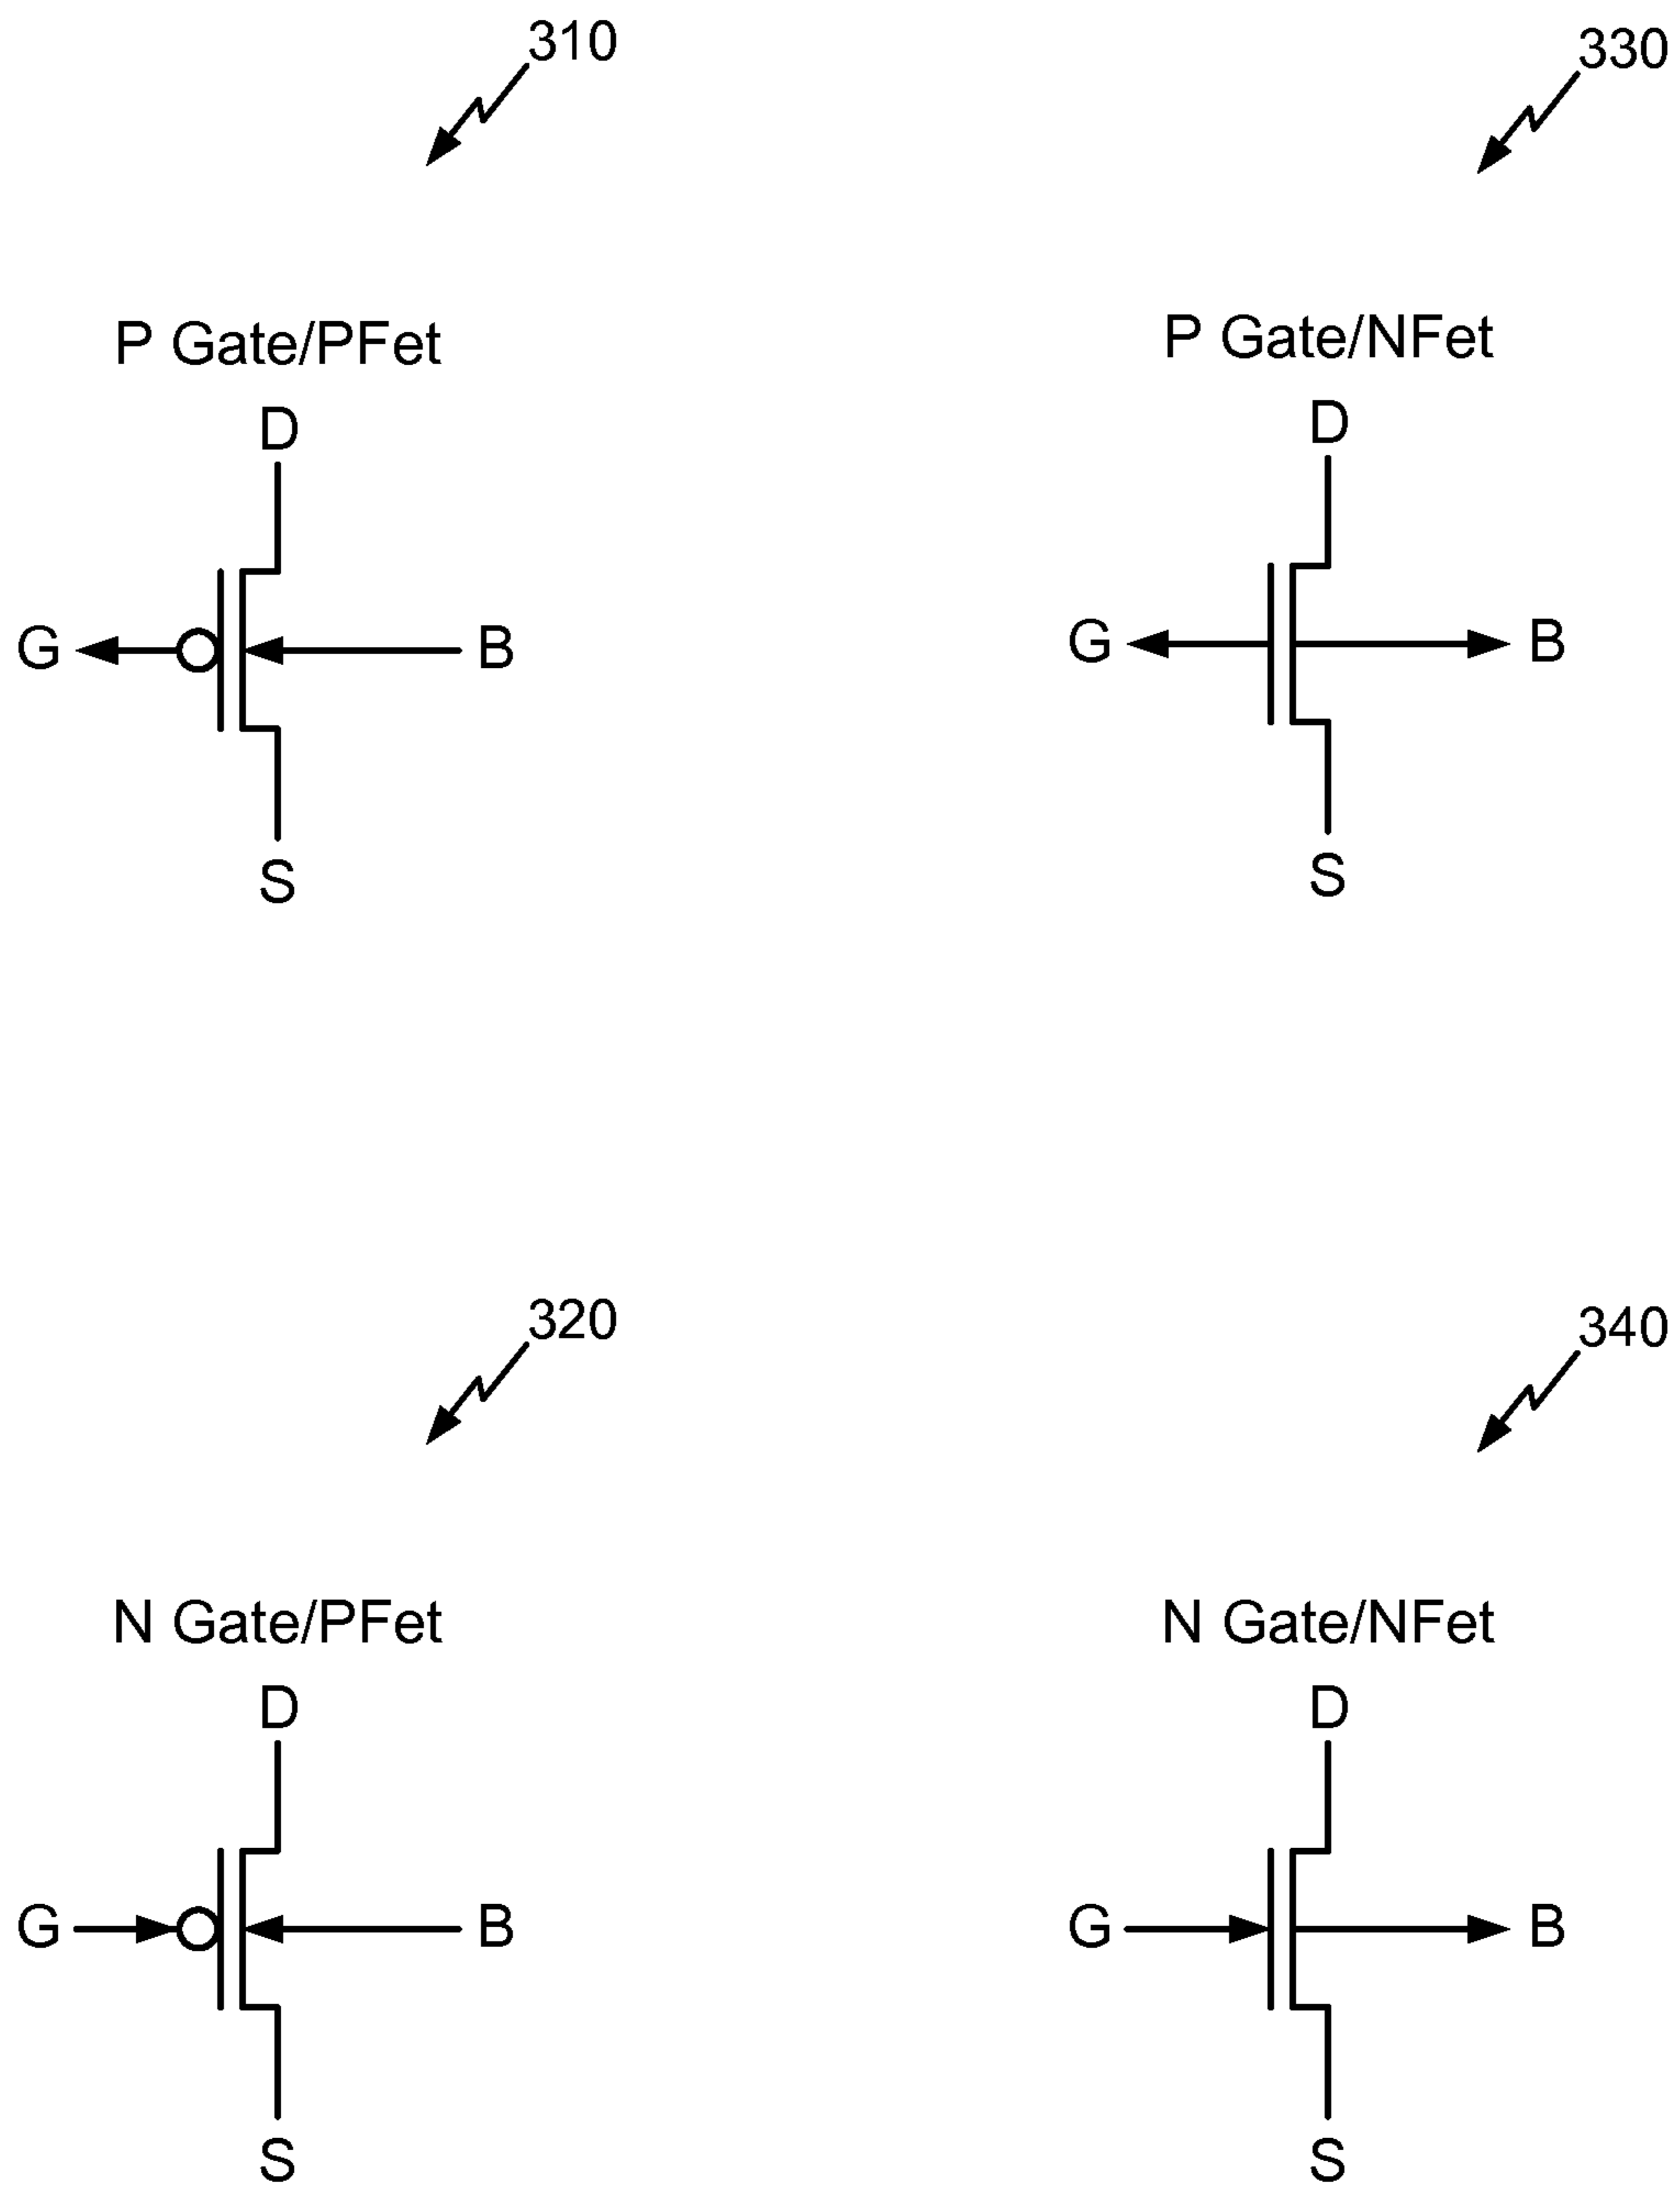 310
P Gate/PFet
D
G
B
S
330
P Gate/NFet
D
G
B
S
320
N Gate/PFet
D
G
B
S
340
N Gate/NFet
D
G
B
S